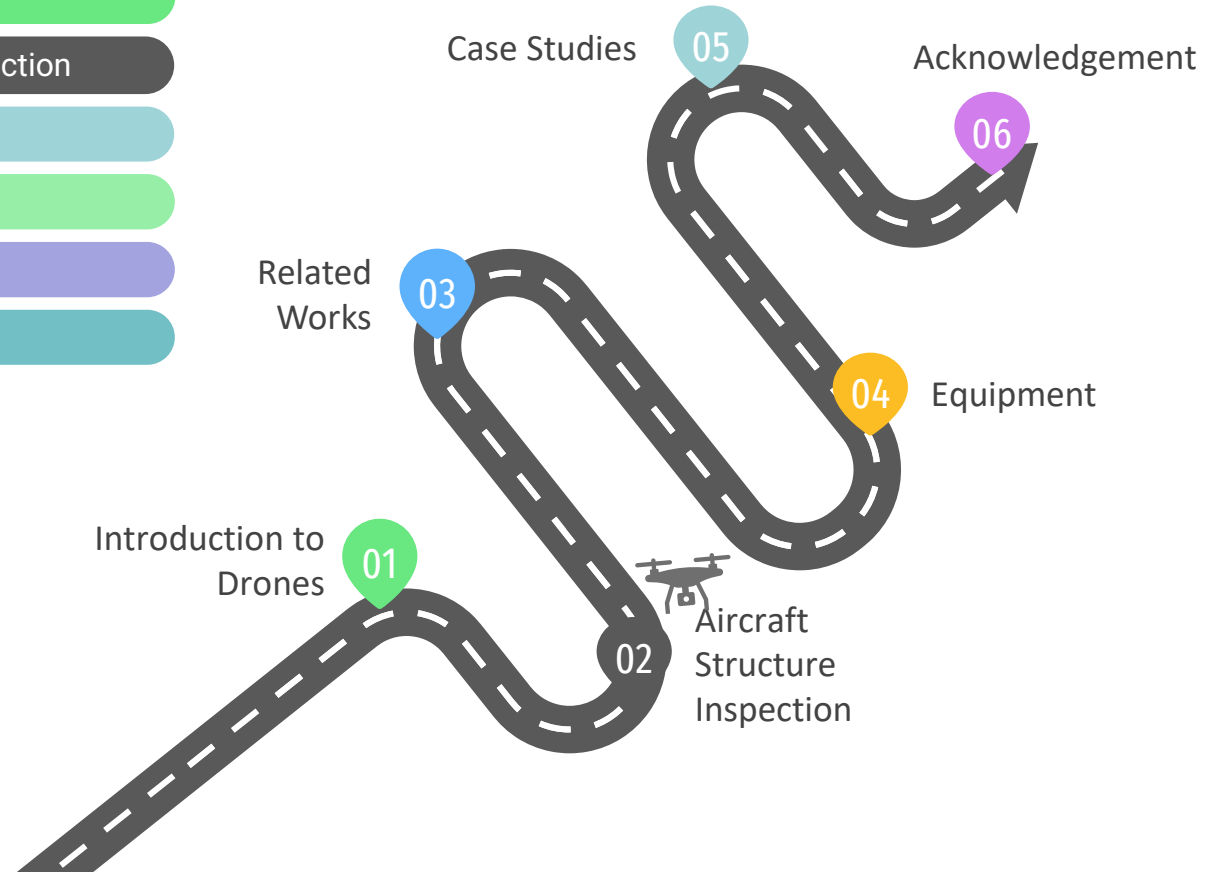 ction
Case Studies
05
Acknowledgement
06
Related
Works
03
04
Equipment
Introduction to
Drones
01
02
Aircraft
Structure
Inspection